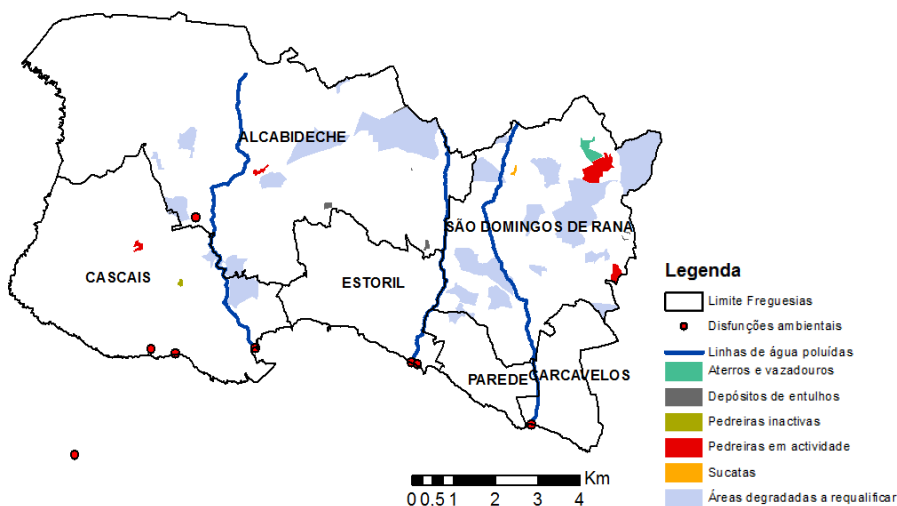 ALCABIDECHE
SÃO DOMINGOS DE RANA
CASCAIS
ESTORIL
PAREDE
CARCAVELOS
Legenda
Limite Freguesias
Disfunções ambientais
Linhas de água poluídas
Aterros e vazadouros
Depósitos de entulhos
Pedreiras inactivas
Pedreiras em actividade
Sucatas
Áreas degradadas a requalificar
Km
0 0.5 1 2 3 4